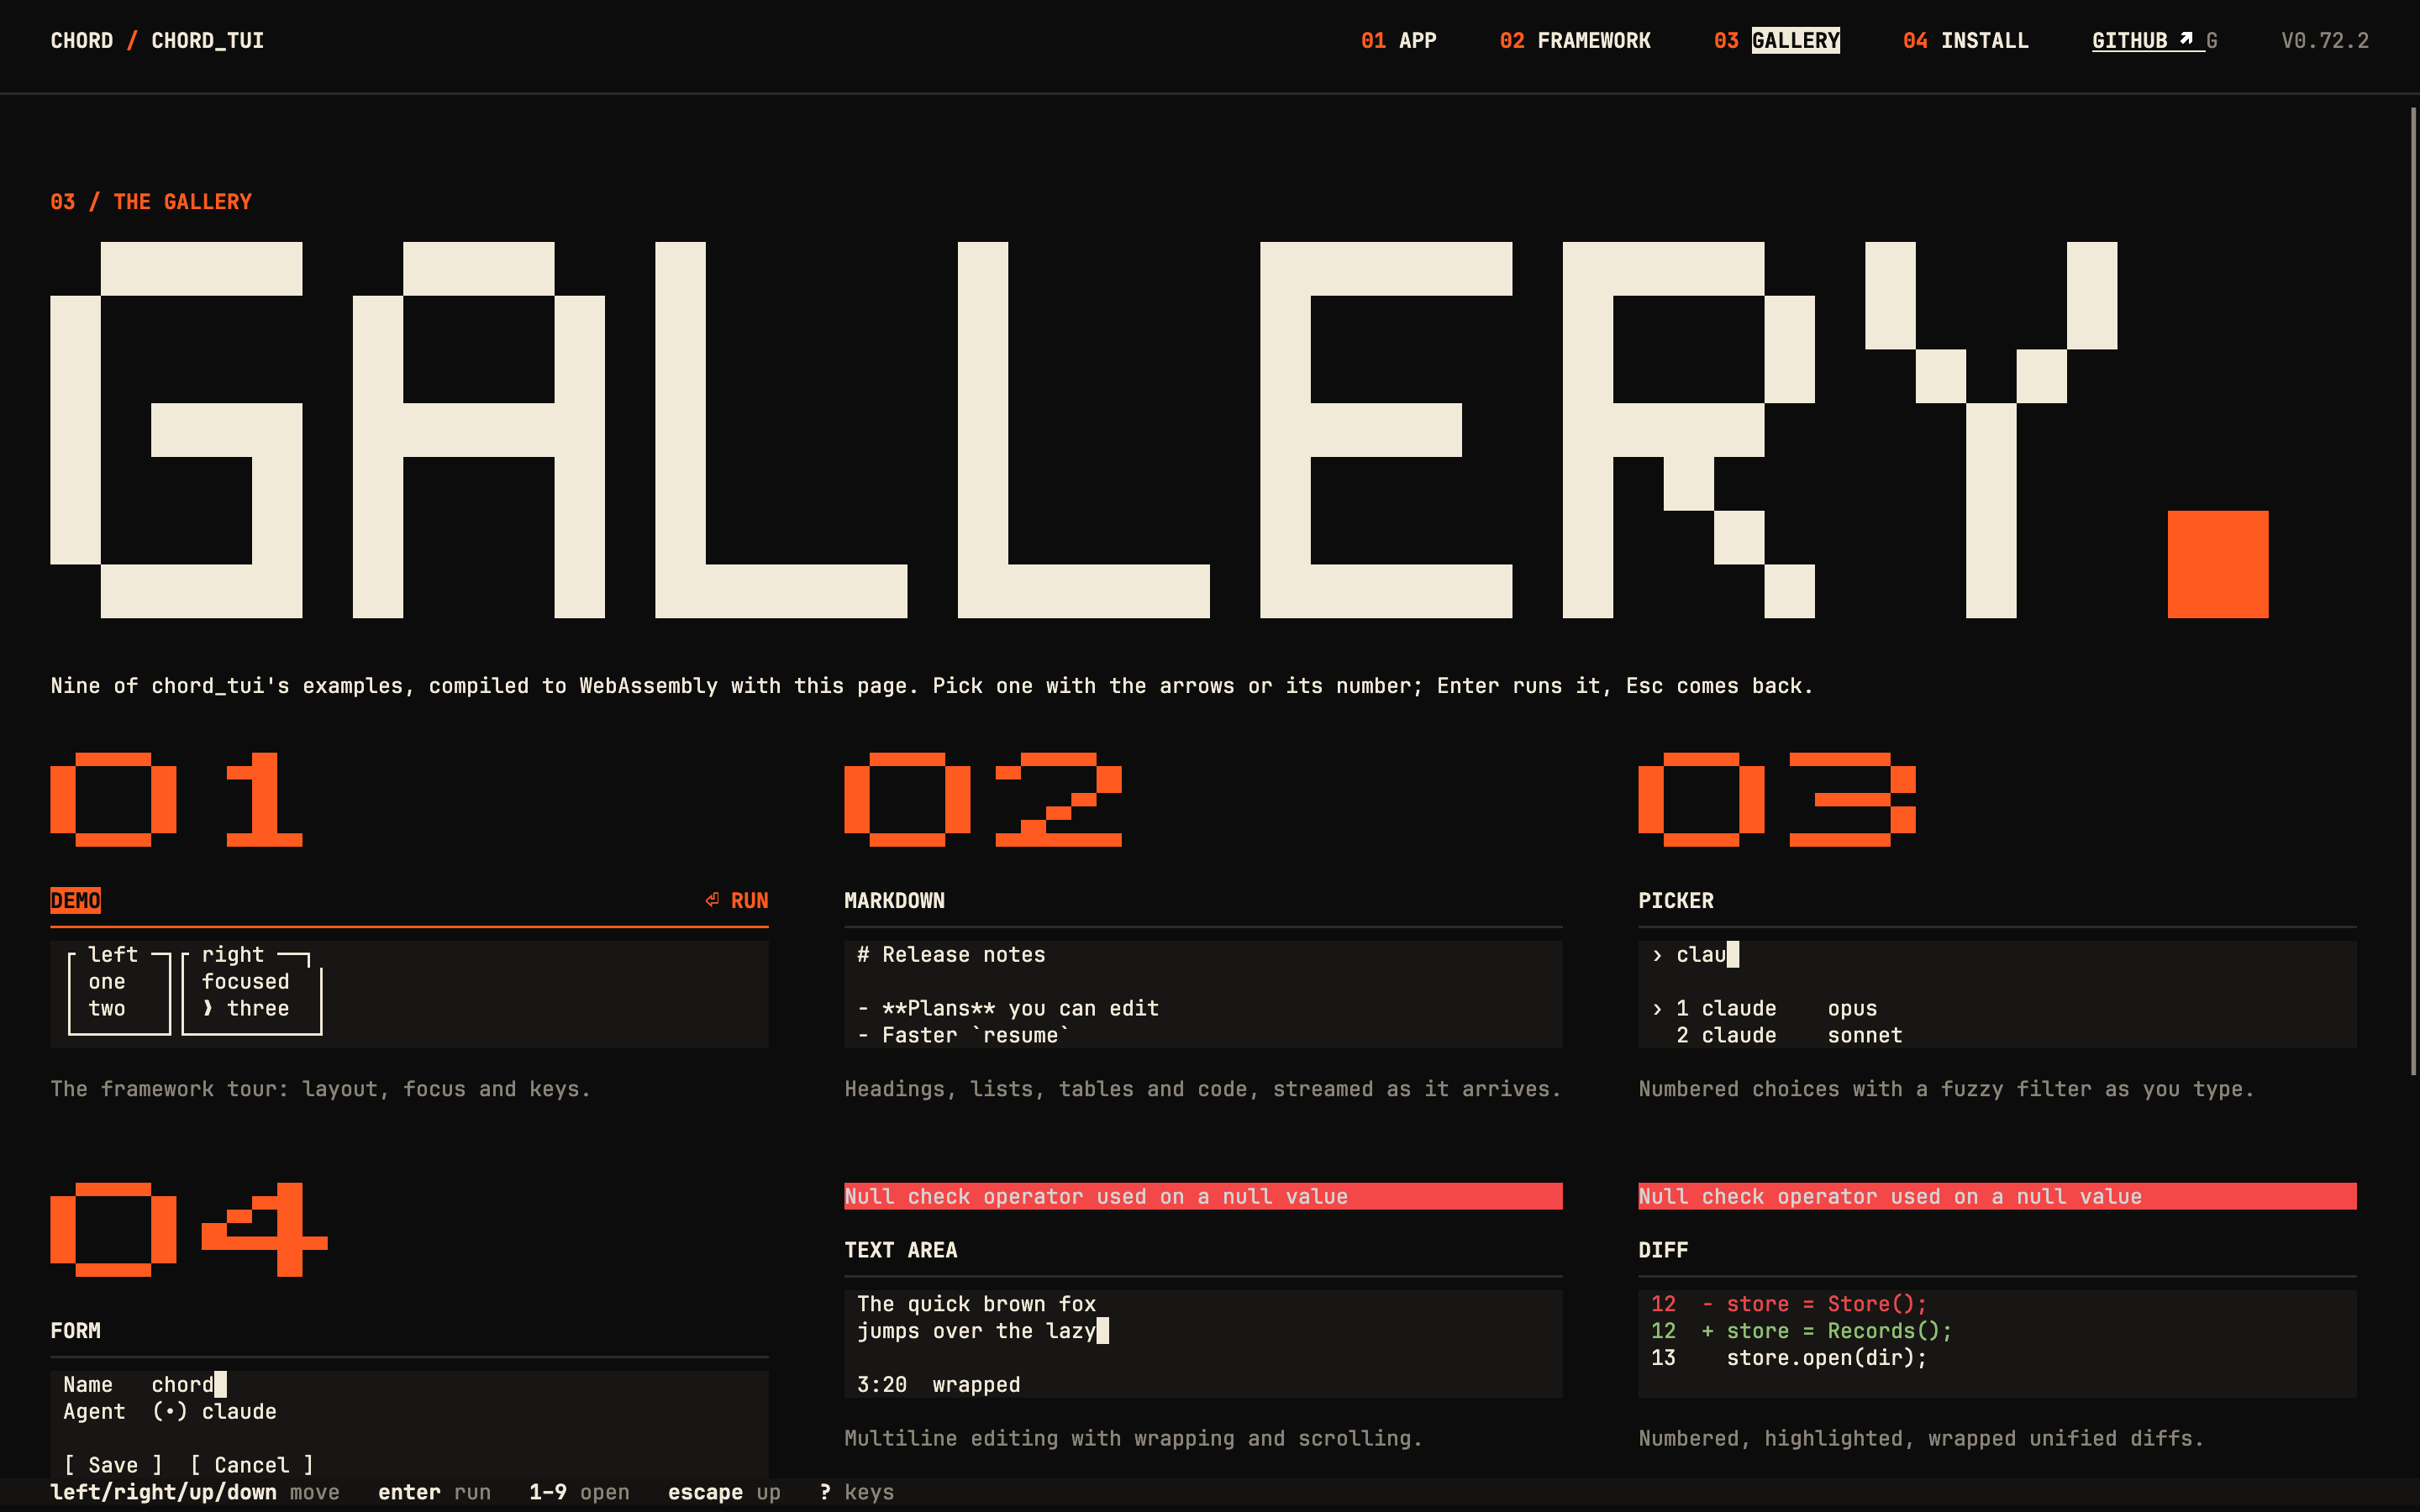 CHORD / CHORD_TUI
01 APP 02 FRAMEWORK 03 GALLERY 04 INSTALL GITHUB ↗ G V0.72.2
03 / THE GALLERY
GALLERY.
Nine of chord_tui's examples, compiled to WebAssembly with this page. Pick one with the arrows or its number; Enter runs it, Esc comes back.
01
DEMO ⏎ RUN
left right
one focused
two ❯ three
The framework tour: layout, focus and keys.
02
MARKDOWN
# Release notes
- **Plans** you can edit
- Faster `resume`
Headings, lists, tables and code, streamed as it arrives.
03
PICKER
› clau
› 1 claude opus
2 claude sonnet
Numbered choices with a fuzzy filter as you type.
04
FORM
Name chord
Agent (•) claude
[ Save ] [ Cancel ]
Null check operator used on a null value
TEXT AREA
The quick brown fox
jumps over the lazy
3:20 wrapped
Multiline editing with wrapping and scrolling.
Null check operator used on a null value
DIFF
12 - store = Store();
12 + store = Records();
13 store.open(dir);
Numbered, highlighted, wrapped unified diffs.
left/right/up/down move enter run 1-9 open escape up ? keys